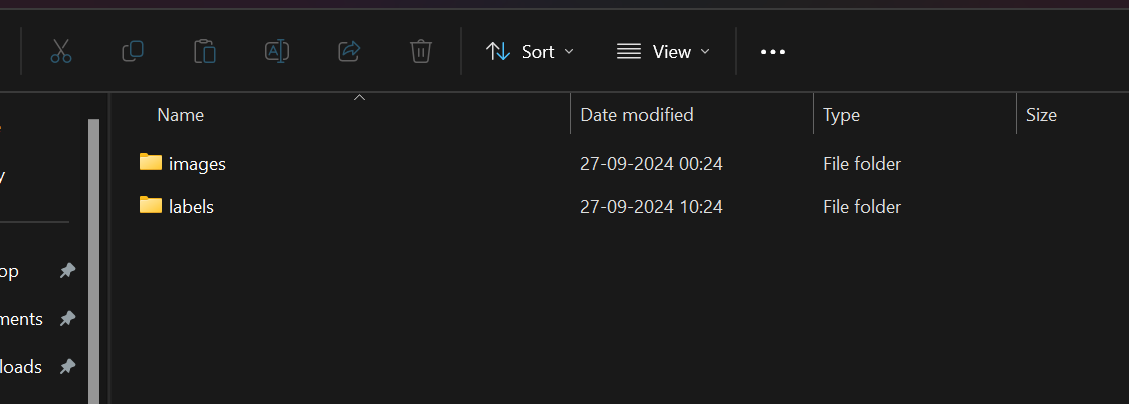 Sort View
Name Date modified Type Size
images 27-09-2024 00:24 File folder
labels 27-09-2024 10:24 File folder
y
op
ments
loads